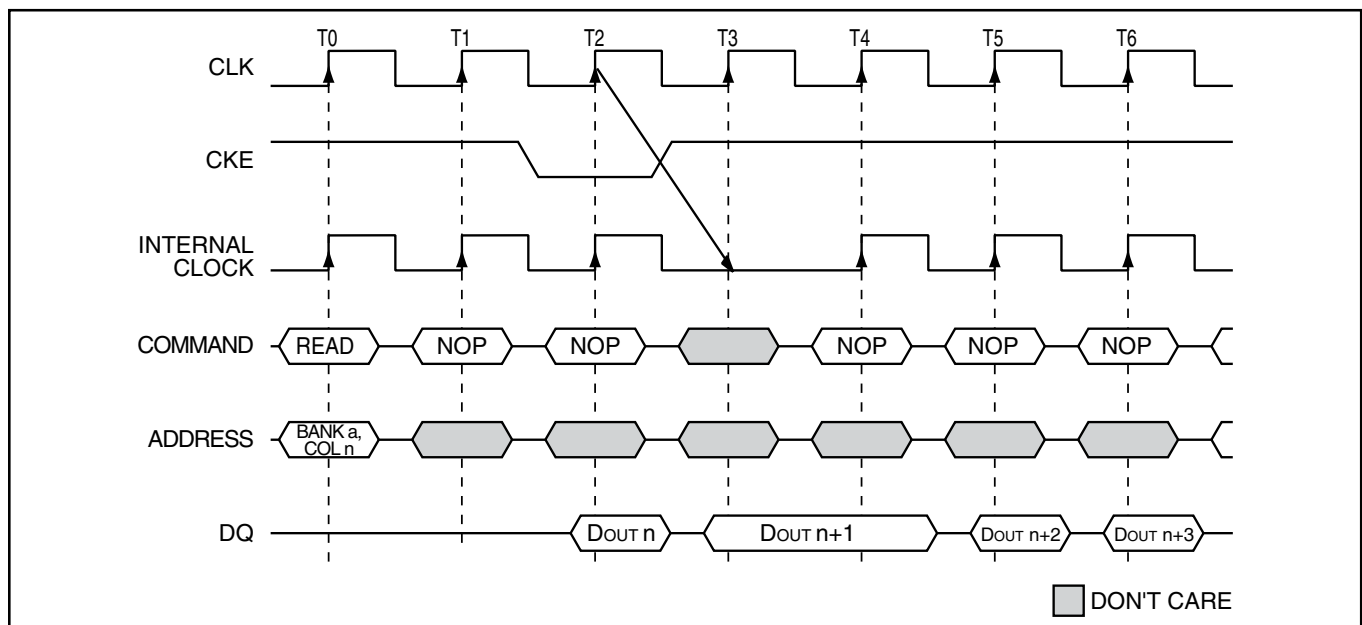 T0 T1 T2 T3 T4 T5 T6
CLK
CKE
INTERNAL
CLOCK
COMMAND READ NOP NOP NOP NOP NOP
ADDRESS BANK a,
COL n
DQ DOUT n DOUT n+1 DOUT n+2 DOUT n+3
DON'T CARE